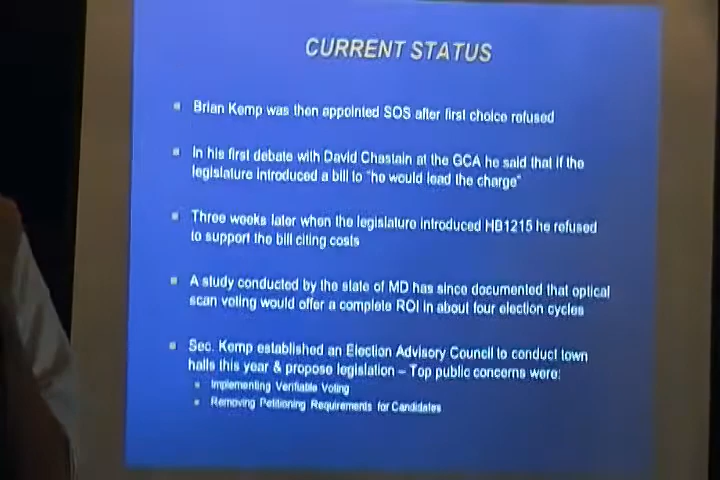 CURRENT STATUS
Brian Kemp was then appointed SOS after first choice refused
In his first debate with David Chastain at the GCA he said that if the
legislature introduced a bill to "he would lead the charge"
Three weeks later when the legislature introduced HB1215 he refused
to support the bill citing costs
A study conducted by the state of MD has since documented that optical
scan voting would offer a complete ROI in about four election cycles
Sec. Kemp established an Election Advisory Council to conduct town
halls this year & propose legislation – Top public concerns were:
Implementing Verifiable Voting
Removing Petitioning Requirements for Candidates